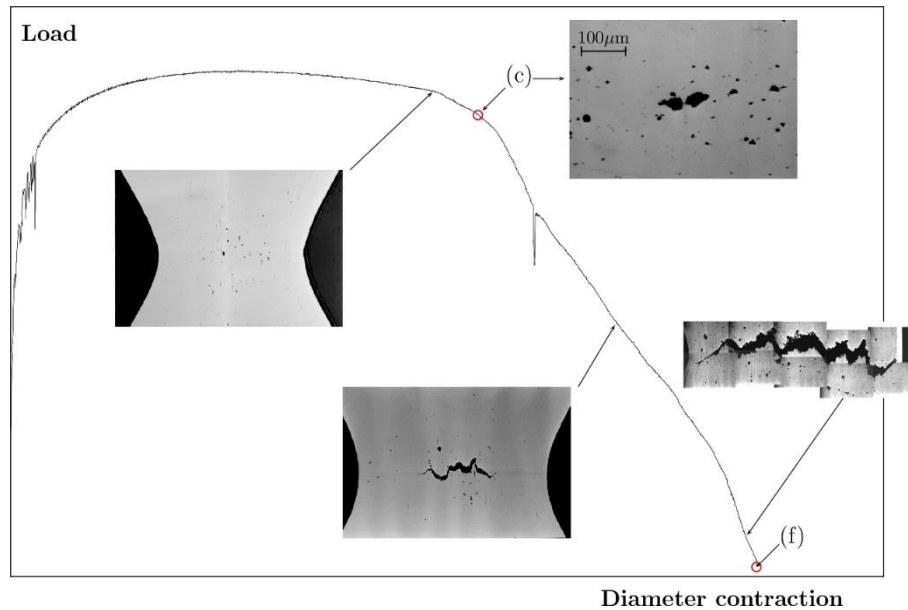 Load
100μm
(c)
(f)
Diameter contraction